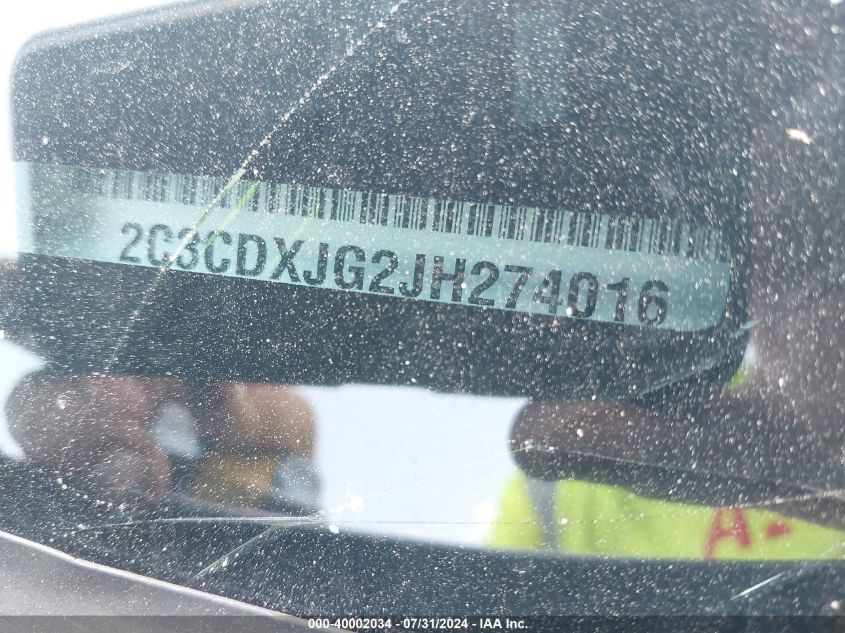 2C3CDXJG2JH274016
A-
000-40002034 - 07/31/2024 - IAA Inc.